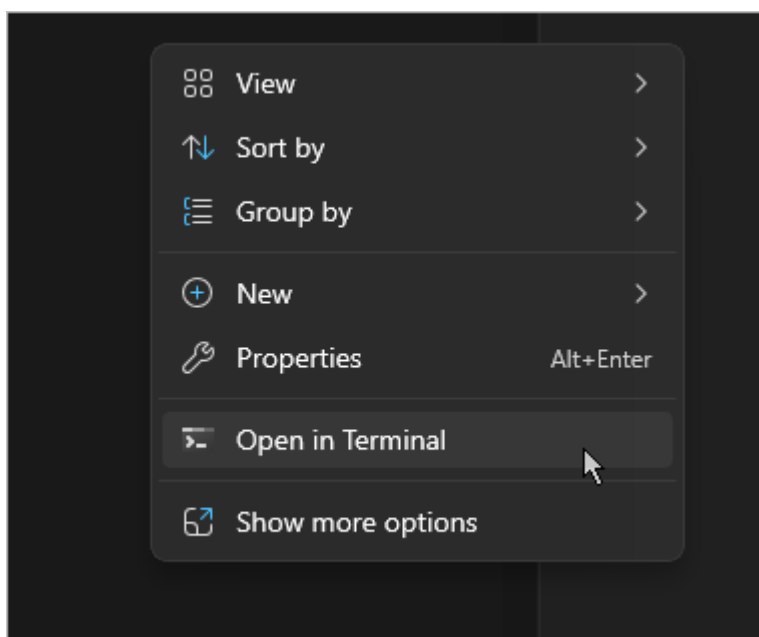 View
Sort by
Group by
New
Properties Alt+Enter
Open in Terminal
Show more options